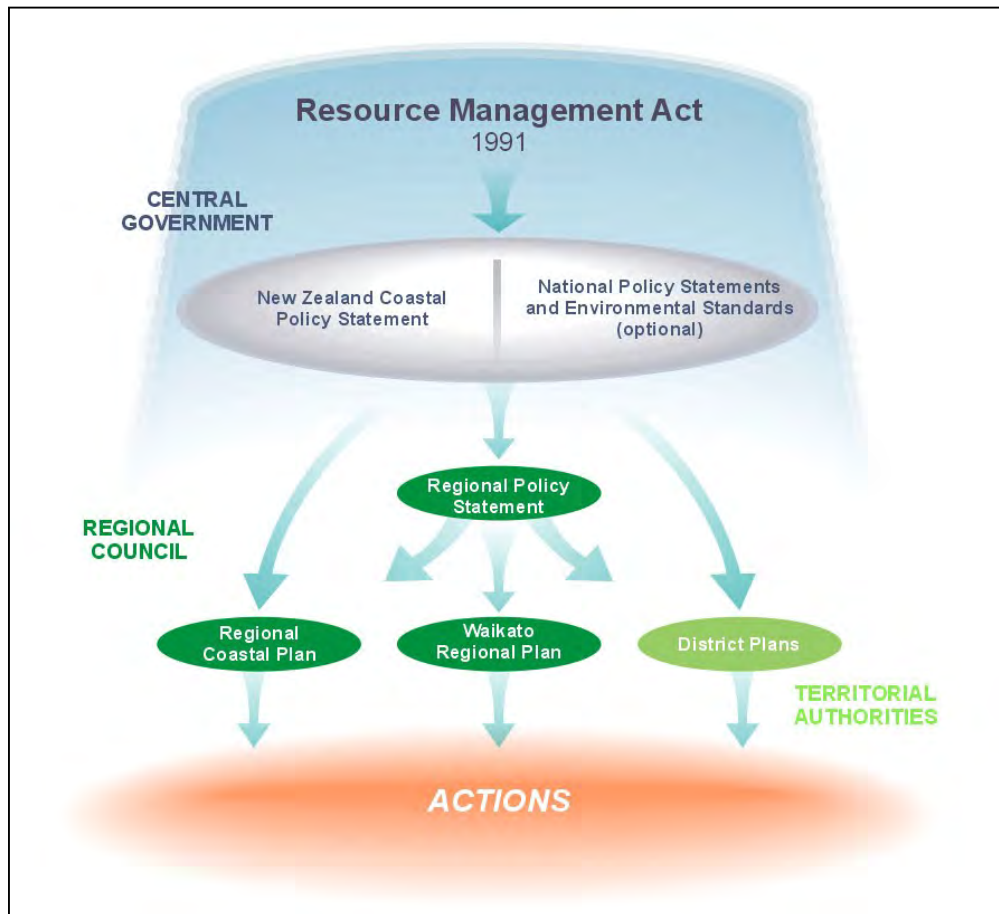 Resource Management Act
1991
CENTRAL
GOVERNMENT
New Zealand Coastal
Policy Statement
National Policy Statements
and Environmental Standards
(optional)
Regional Policy
Statement
REGIONAL
COUNCIL
Regional
Coastal Plan
Waikato
Regional Plan
District Plans
TERRITORIAL
AUTHORITIES
ACTIONS